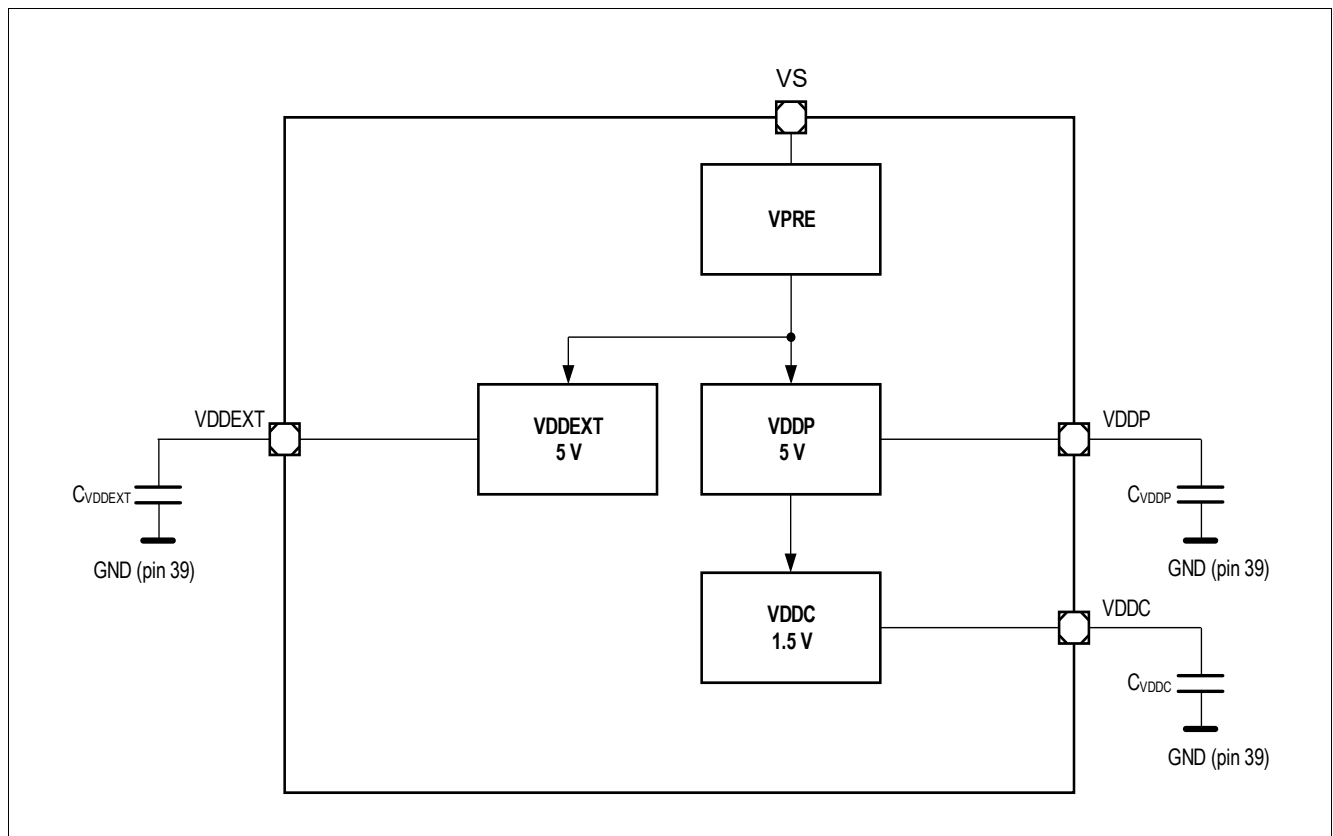 VS
VPRE
VDDEXT
VDDEXT
5 V
VDDP
5 V
VDDP
CVDDEXT
CVDDP
GND (pin 39)
GND (pin 39)
VDDC
1.5 V
VDDC
CVDDC
GND (pin 39)